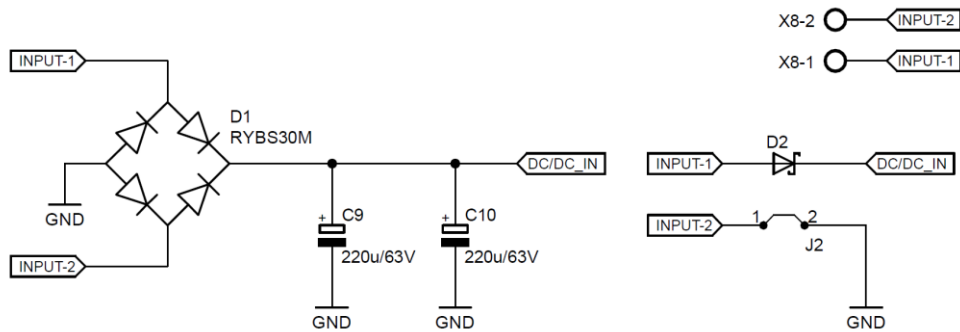 X8-2
INPUT-2
X8-1
INPUT-1
INPUT-1
D1
RYBS30M
D2
DC/DC_IN
INPUT-1
DC/DC_IN
GND
+
C9
+
C10
INPUT-2
1
2
J2
220u/63V
220u/63V
INPUT-2
GND
GND
GND